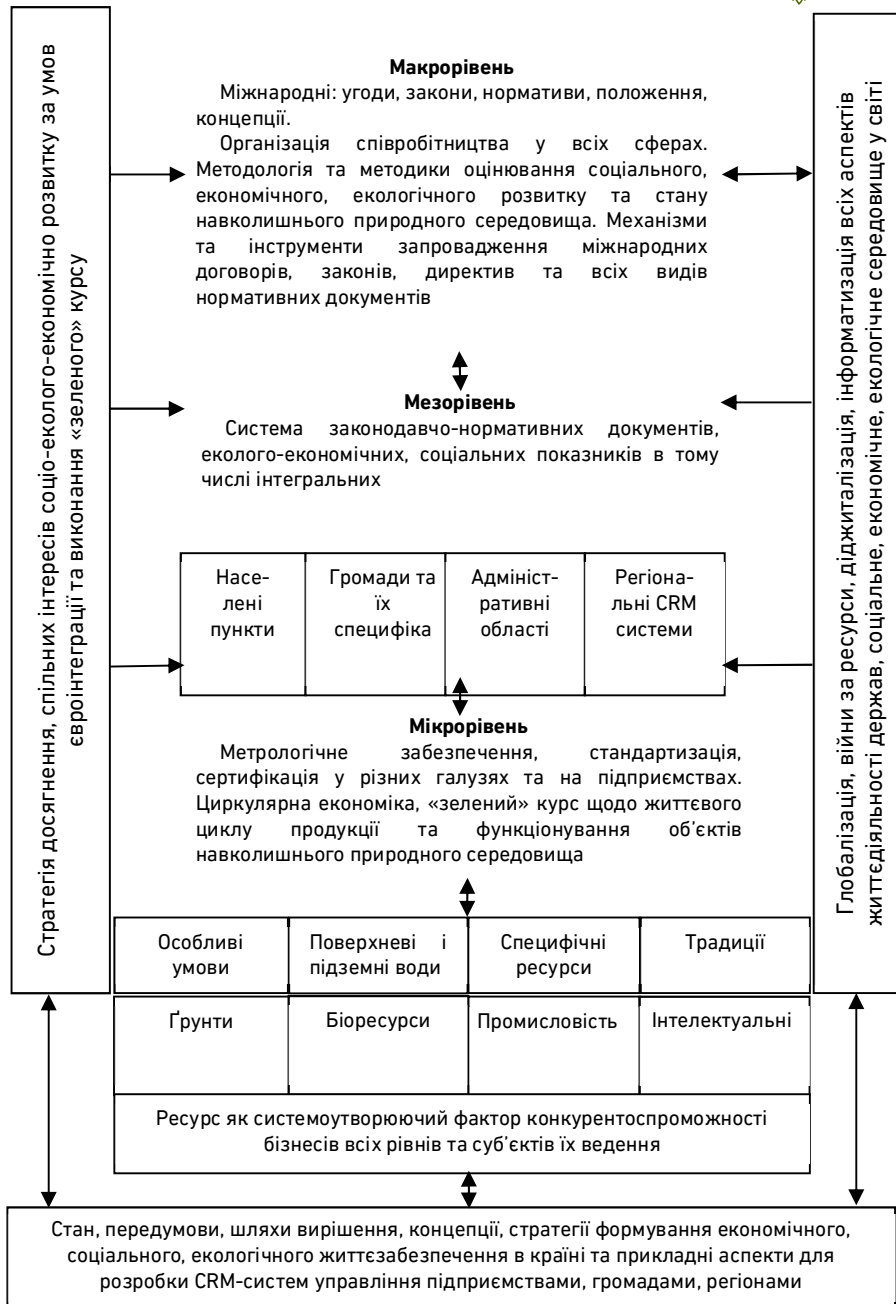 Стратегія досягнення, спільних інтересів соціо-еколого-економічно розвитку за умов
євроінтеграції та виконання «зеленого» курсу
Макрорівень
Міжнародні: угоди, закони, нормативи, положення,
концепції.
Організація співробітництва у всіх сферах.
Методологія та методики оцінювання соціального,
економічного, екологічного розвитку та стану
навколишнього природного середовища. Механізми
та інструменти запровадження міжнародних
договорів, законів, директив та всіх видів
нормативних документів
Мезорівень
Система законодавчо-нормативних документів,
еколого-економічних, соціальних показників в тому
числі інтегральних
Насе-
лені
пункти
Громади та
їх
специфіка
Адмініст-
ративні
області
Регіона-
льні CRM
системи
Мікрорівень
Метрологічне забезпечення, стандартизація,
сертифікація у різних галузях та на підприємствах.
Циркулярна економіка, «зелений» курс щодо життєвого
циклу продукції та функціонування об’єктів
навколишнього природного середовища
Особливі
умови
Поверхневі і
підземні води
Специфічні
ресурси
Традиції
Ґрунти
Біоресурси
Промисловість
Інтелектуальні
Ресурс як системоутворюючий фактор конкурентоспроможності
бізнесів всіх рівнів та суб’єктів їх ведення
Глобалізація, війни за ресурси, діджиталізація, інформатизація всіх аспектів
життєдіяльності держав, соціальне, економічне, екологічне середовище у світі
Стан, передумови, шляхи вирішення, концепції, стратегії формування економічного,
соціального, екологічного життєзабезпечення в країні та прикладні аспекти для
розробки CRM-систем управління підприємствами, громадами, регіонами